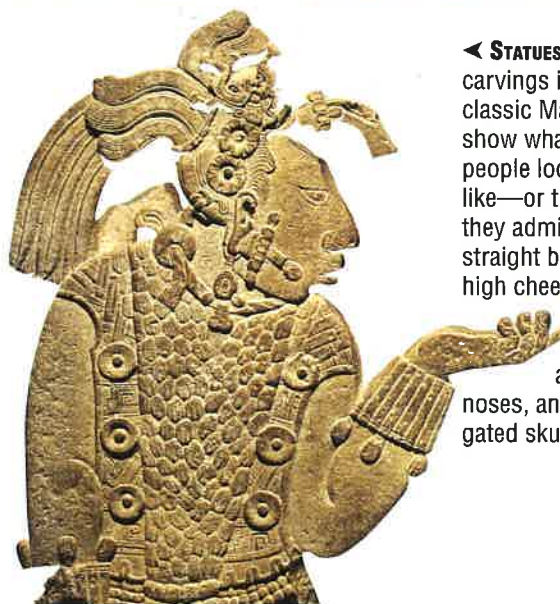 ◄ STATUES
carvings i
classic Ma
show wha
people loo
like—or t
they admi
straight b
high chee
a
noses, an
gated sku